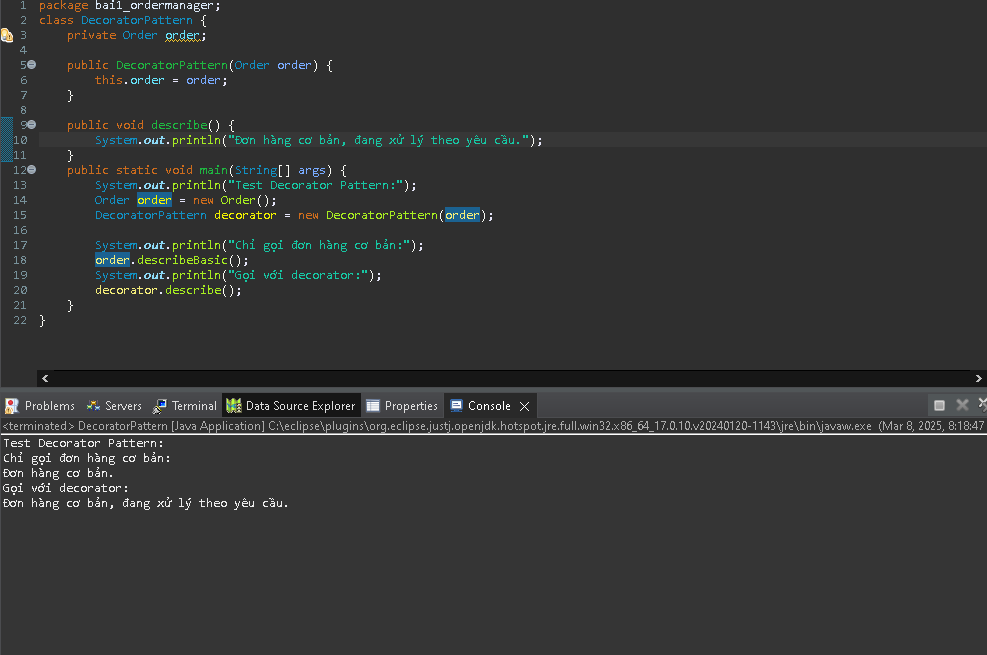 1 package bai1_ordermanager;
2 class DecoratorPattern {
3     private Order order;
4
5     public DecoratorPattern(Order order) {
6         this.order = order;
7     }
8
9     public void describe() {
10         System.out.println("Đơn hàng cơ bản, đang xử lý theo yêu cầu.");
11     }
12     public static void main(String[] args) {
13         System.out.println("Test Decorator Pattern:");
14         Order order = new Order();
15         DecoratorPattern decorator = new DecoratorPattern(order);
16
17         System.out.println("Chỉ gọi đơn hàng cơ bản:");
18         order.describeBasic();
19         System.out.println("Gọi với decorator:");
20         decorator.describe();
21     }
22 }
Problems Servers Terminal Data Source Explorer Properties Console
<terminated> DecoratorPattern [Java Application] C:\eclipse\plugins\org.eclipse.justj.openjdk.hotspot.jre.full.win32.x86_64_17.0.10.v20240120-1143\jre\bin\javaw.exe (Mar 8, 2025, 8:18:47
Test Decorator Pattern:
Chỉ gọi đơn hàng cơ bản:
Đơn hàng cơ bản.
Gọi với decorator:
Đơn hàng cơ bản, đang xử lý theo yêu cầu.